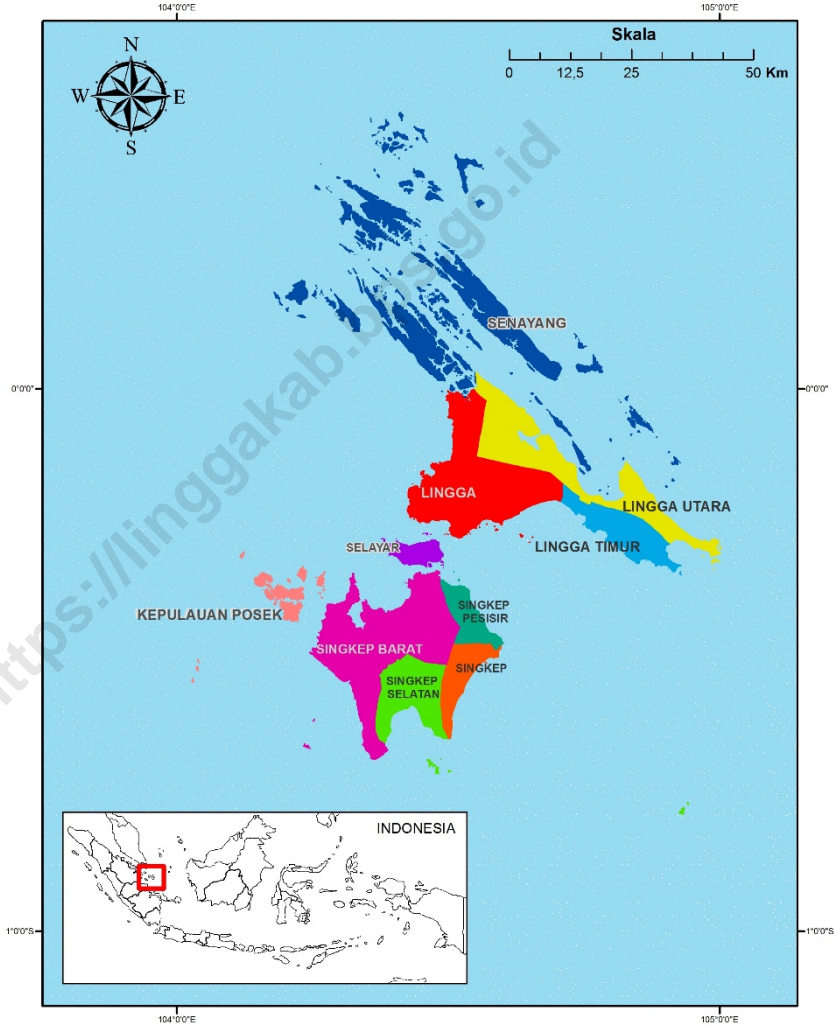 104°0'0"E
105°0'0"E
Skala
0 12,5 25 50 Km
N
W E
S
SENAYANG
0°0'0"
0°0'0"
LINGGA
LINGGA UTARA
LINGGA TIMUR
SELAYAR
KEPULAUAN POSEK
SINGKEP
PESISIR
SINGKEP BARAT
SINGKEP
SINGKEP
SELATAN
INDONESIA
1°0'0"S
1°0'0"S
104°0'0"E
105°0'0"E
https://linggakab.bps.go.id